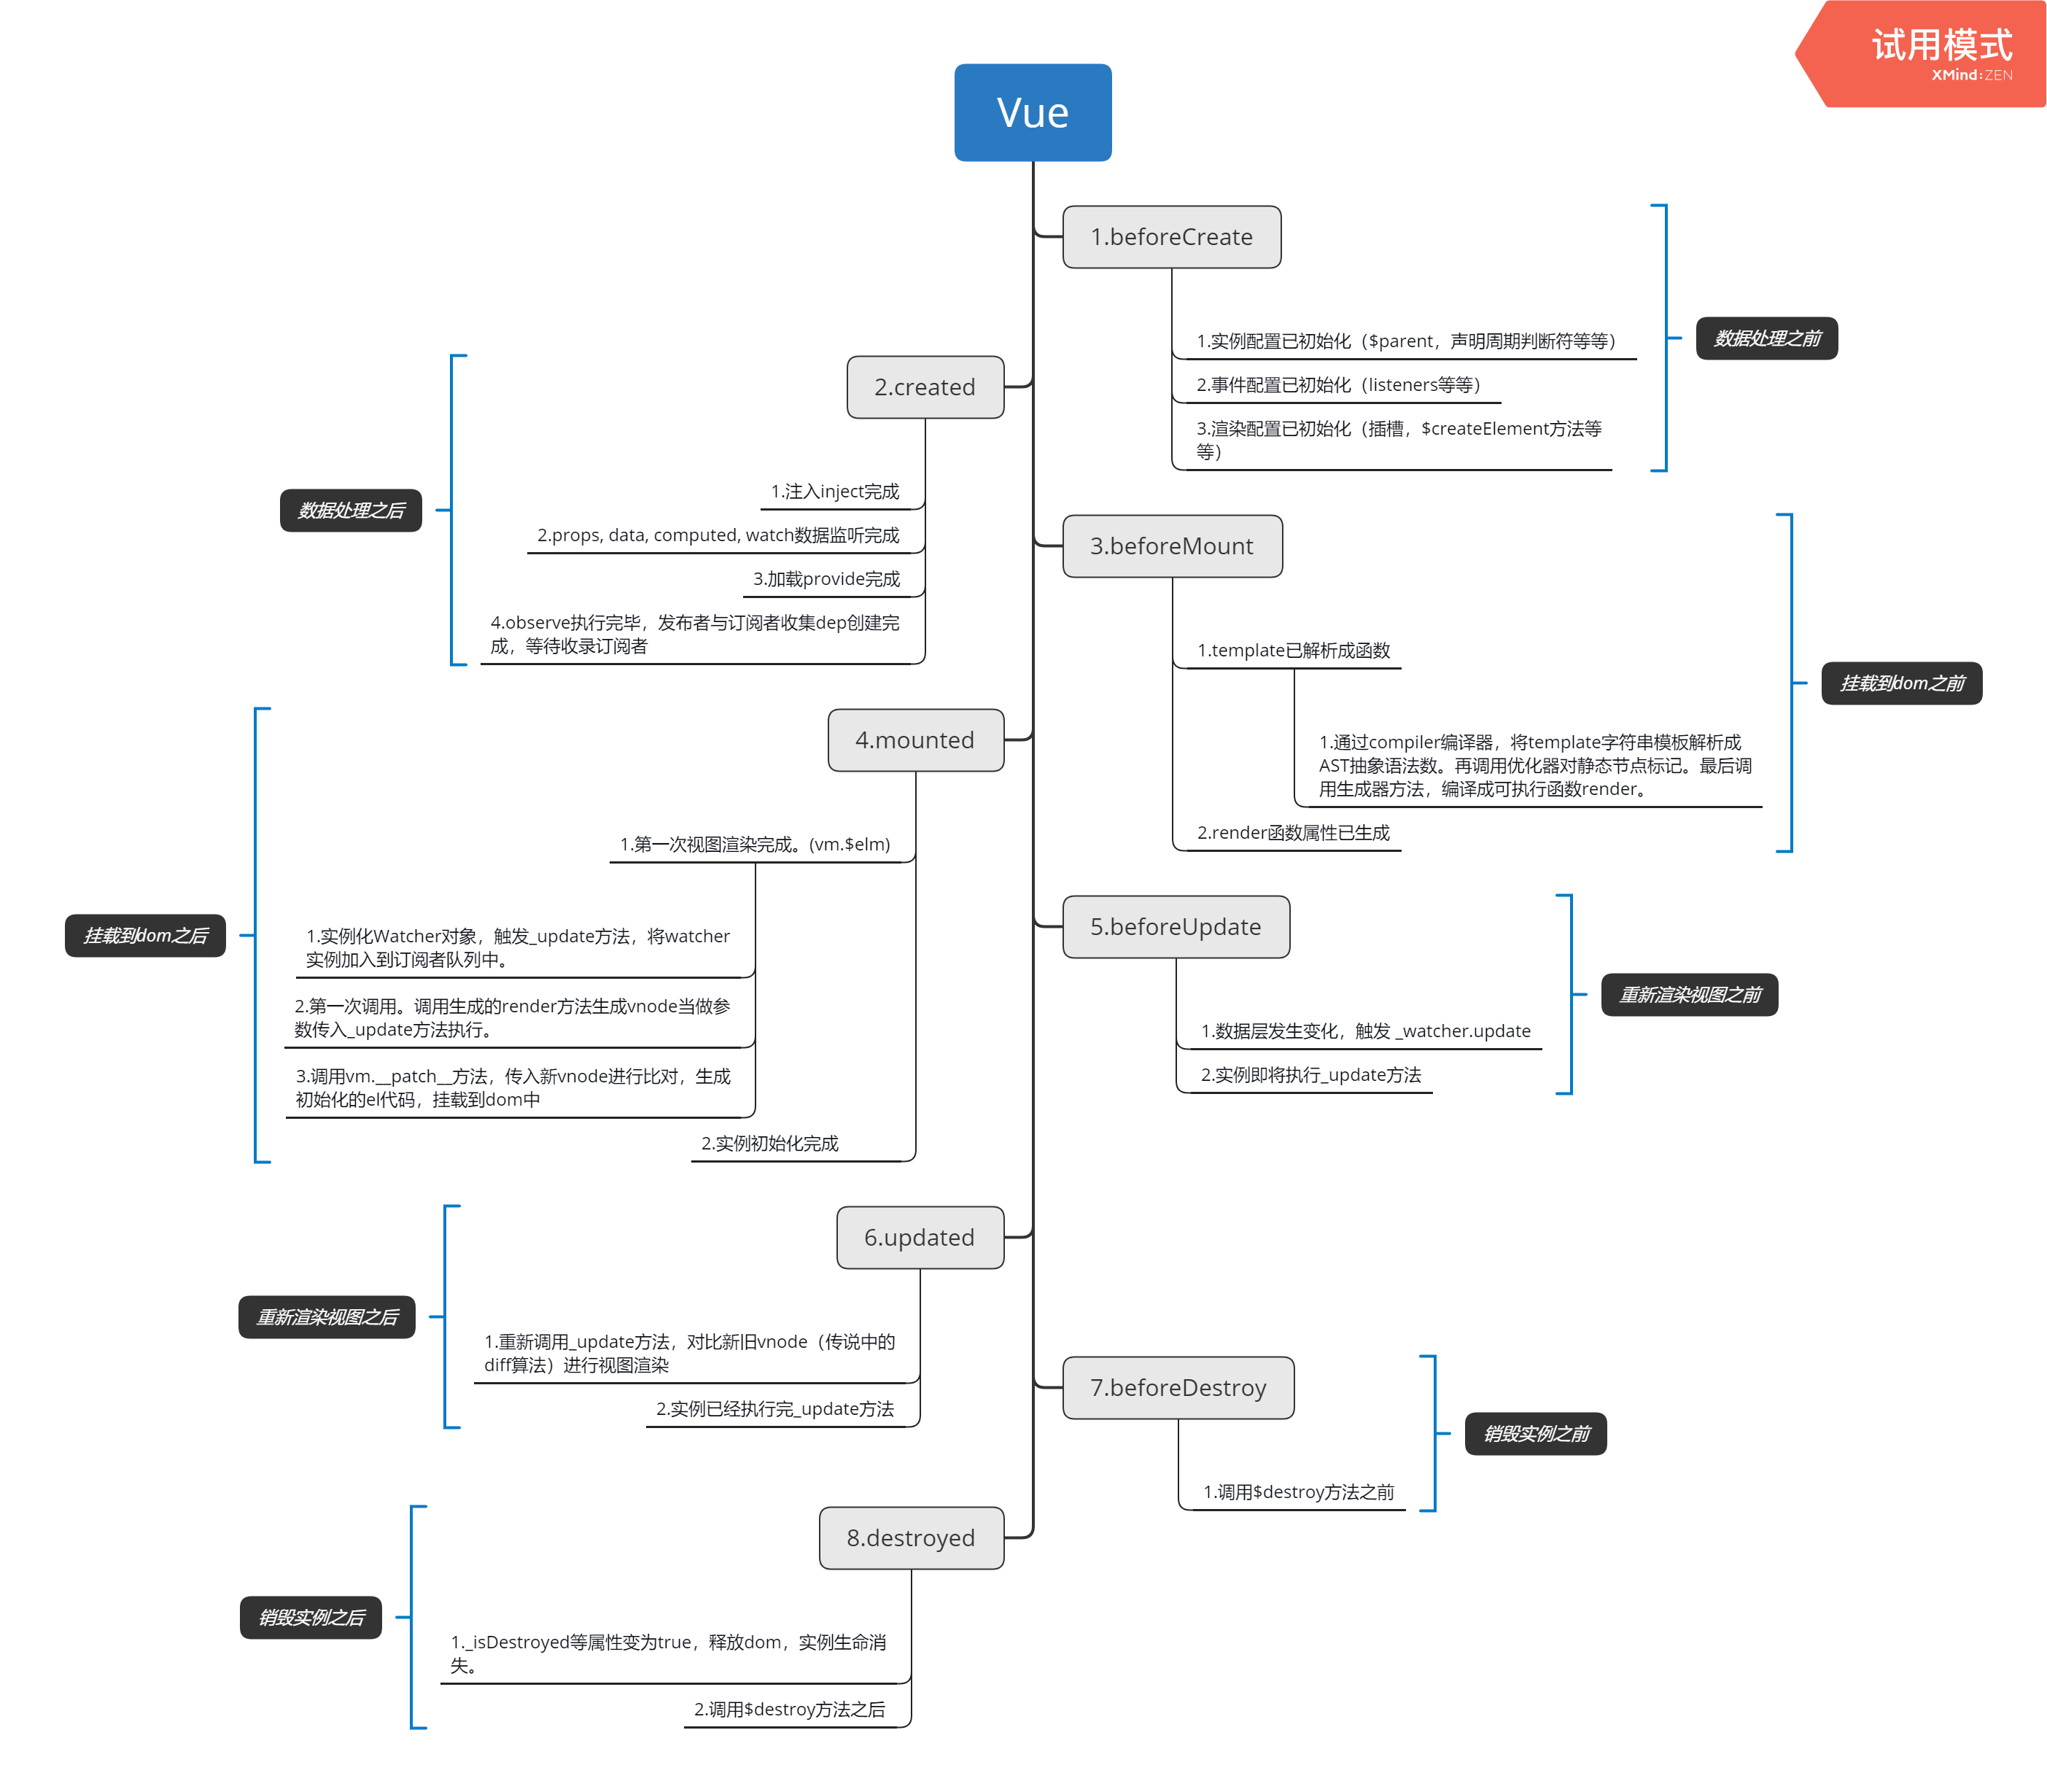 试用模式
XMind:ZEN
Vue
1.beforeCreate
1.实例配置已初始化（$parent，声明周期判断符等等）
2.事件配置已初始化（listeners等等）
3.渲染配置已初始化（插槽，$createElement方法等
等）
数据处理之前
2.created
1.注入inject完成
2.props, data, computed, watch数据监听完成
3.加载provide完成
4.observe执行完毕，发布者与订阅者收集dep创建完
成，等待收录订阅者
数据处理之后
3.beforeMount
1.template已解析成函数
1.通过compiler编译器，将template字符串模板解析成
AST抽象语法数。再调用优化器对静态节点标记。最后调
用生成器方法，编译成可执行函数render。
2.render函数属性已生成
挂载到dom之前
4.mounted
1.第一次视图渲染完成。(vm.$elm)
1.实例化Watcher对象，触发_update方法，将watcher
实例加入到订阅者队列中。
2.第一次调用。调用生成的render方法生成vnode当做参
数传入_update方法执行。
3.调用vm.__patch__方法，传入新vnode进行比对，生成
初始化的el代码，挂载到dom中
2.实例初始化完成
挂载到dom之后
5.beforeUpdate
1.数据层发生变化，触发 _watcher.update
2.实例即将执行_update方法
重新渲染视图之前
6.updated
1.重新调用_update方法，对比新旧vnode（传说中的
diff算法）进行视图渲染
2.实例已经执行完_update方法
重新渲染视图之后
7.beforeDestroy
1.调用$destroy方法之前
销毁实例之前
8.destroyed
1._isDestroyed等属性变为true，释放dom，实例生命消
失。
2.调用$destroy方法之后
销毁实例之后